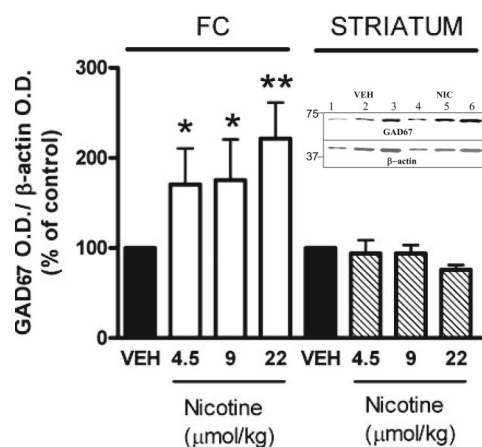 FC STRIATUM
GAD67 O.D./ β-actin O.D.
(% of control)
300
200
100
0
* * **
VEH NIC
1 2 3 4 5 6
75
GAD67
37
β-actin
VEH 4.5 9 22 VEH 4.5 9 22
Nicotine Nicotine
(μmol/kg) (μmol/kg)